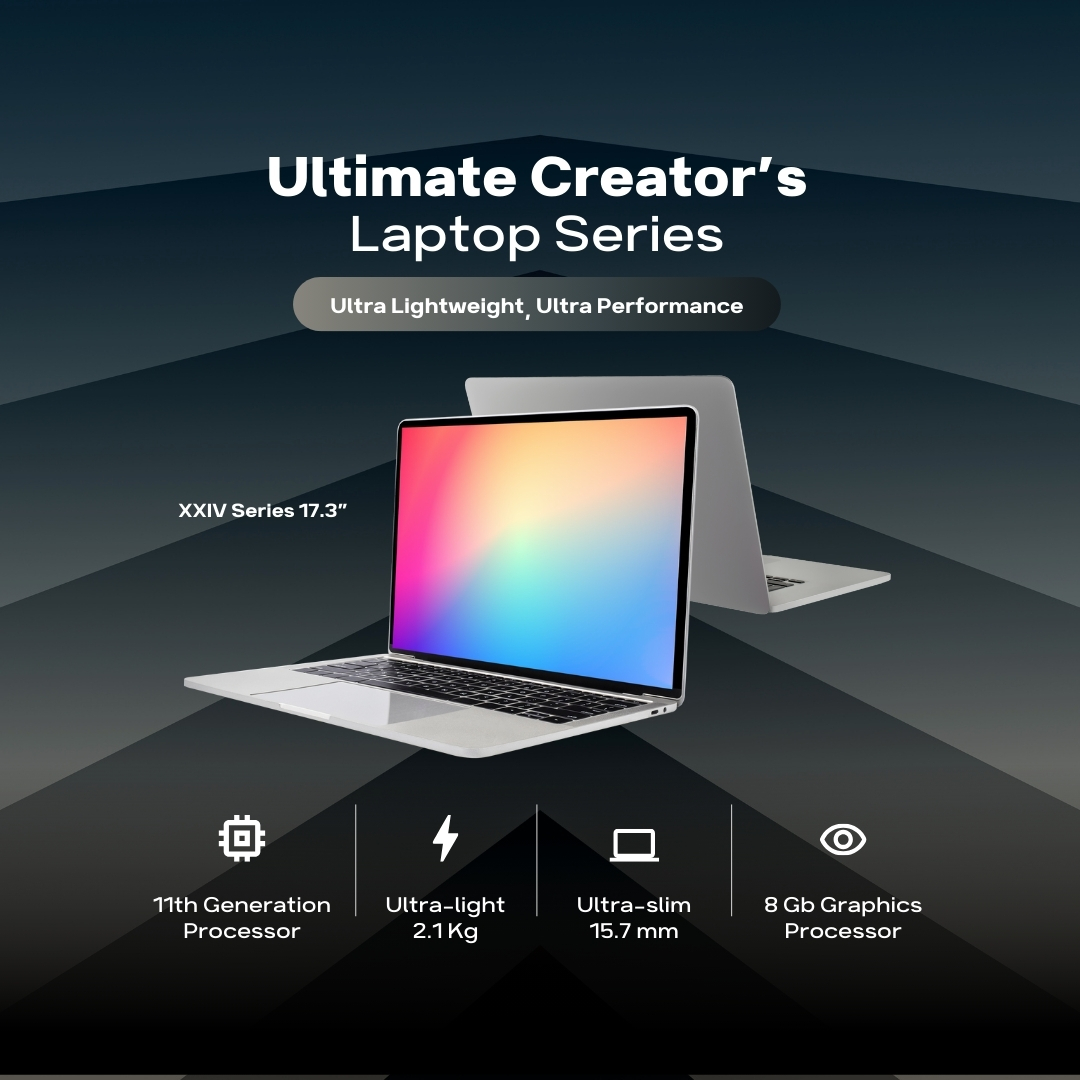 Ultimate Creator’s
Laptop Series
Ultra Lightweight, Ultra Performance
XXIV Series 17.3”
11th Generation
Processor
Ultra-light
2.1 Kg
Ultra-slim
15.7 mm
8 Gb Graphics
Processor